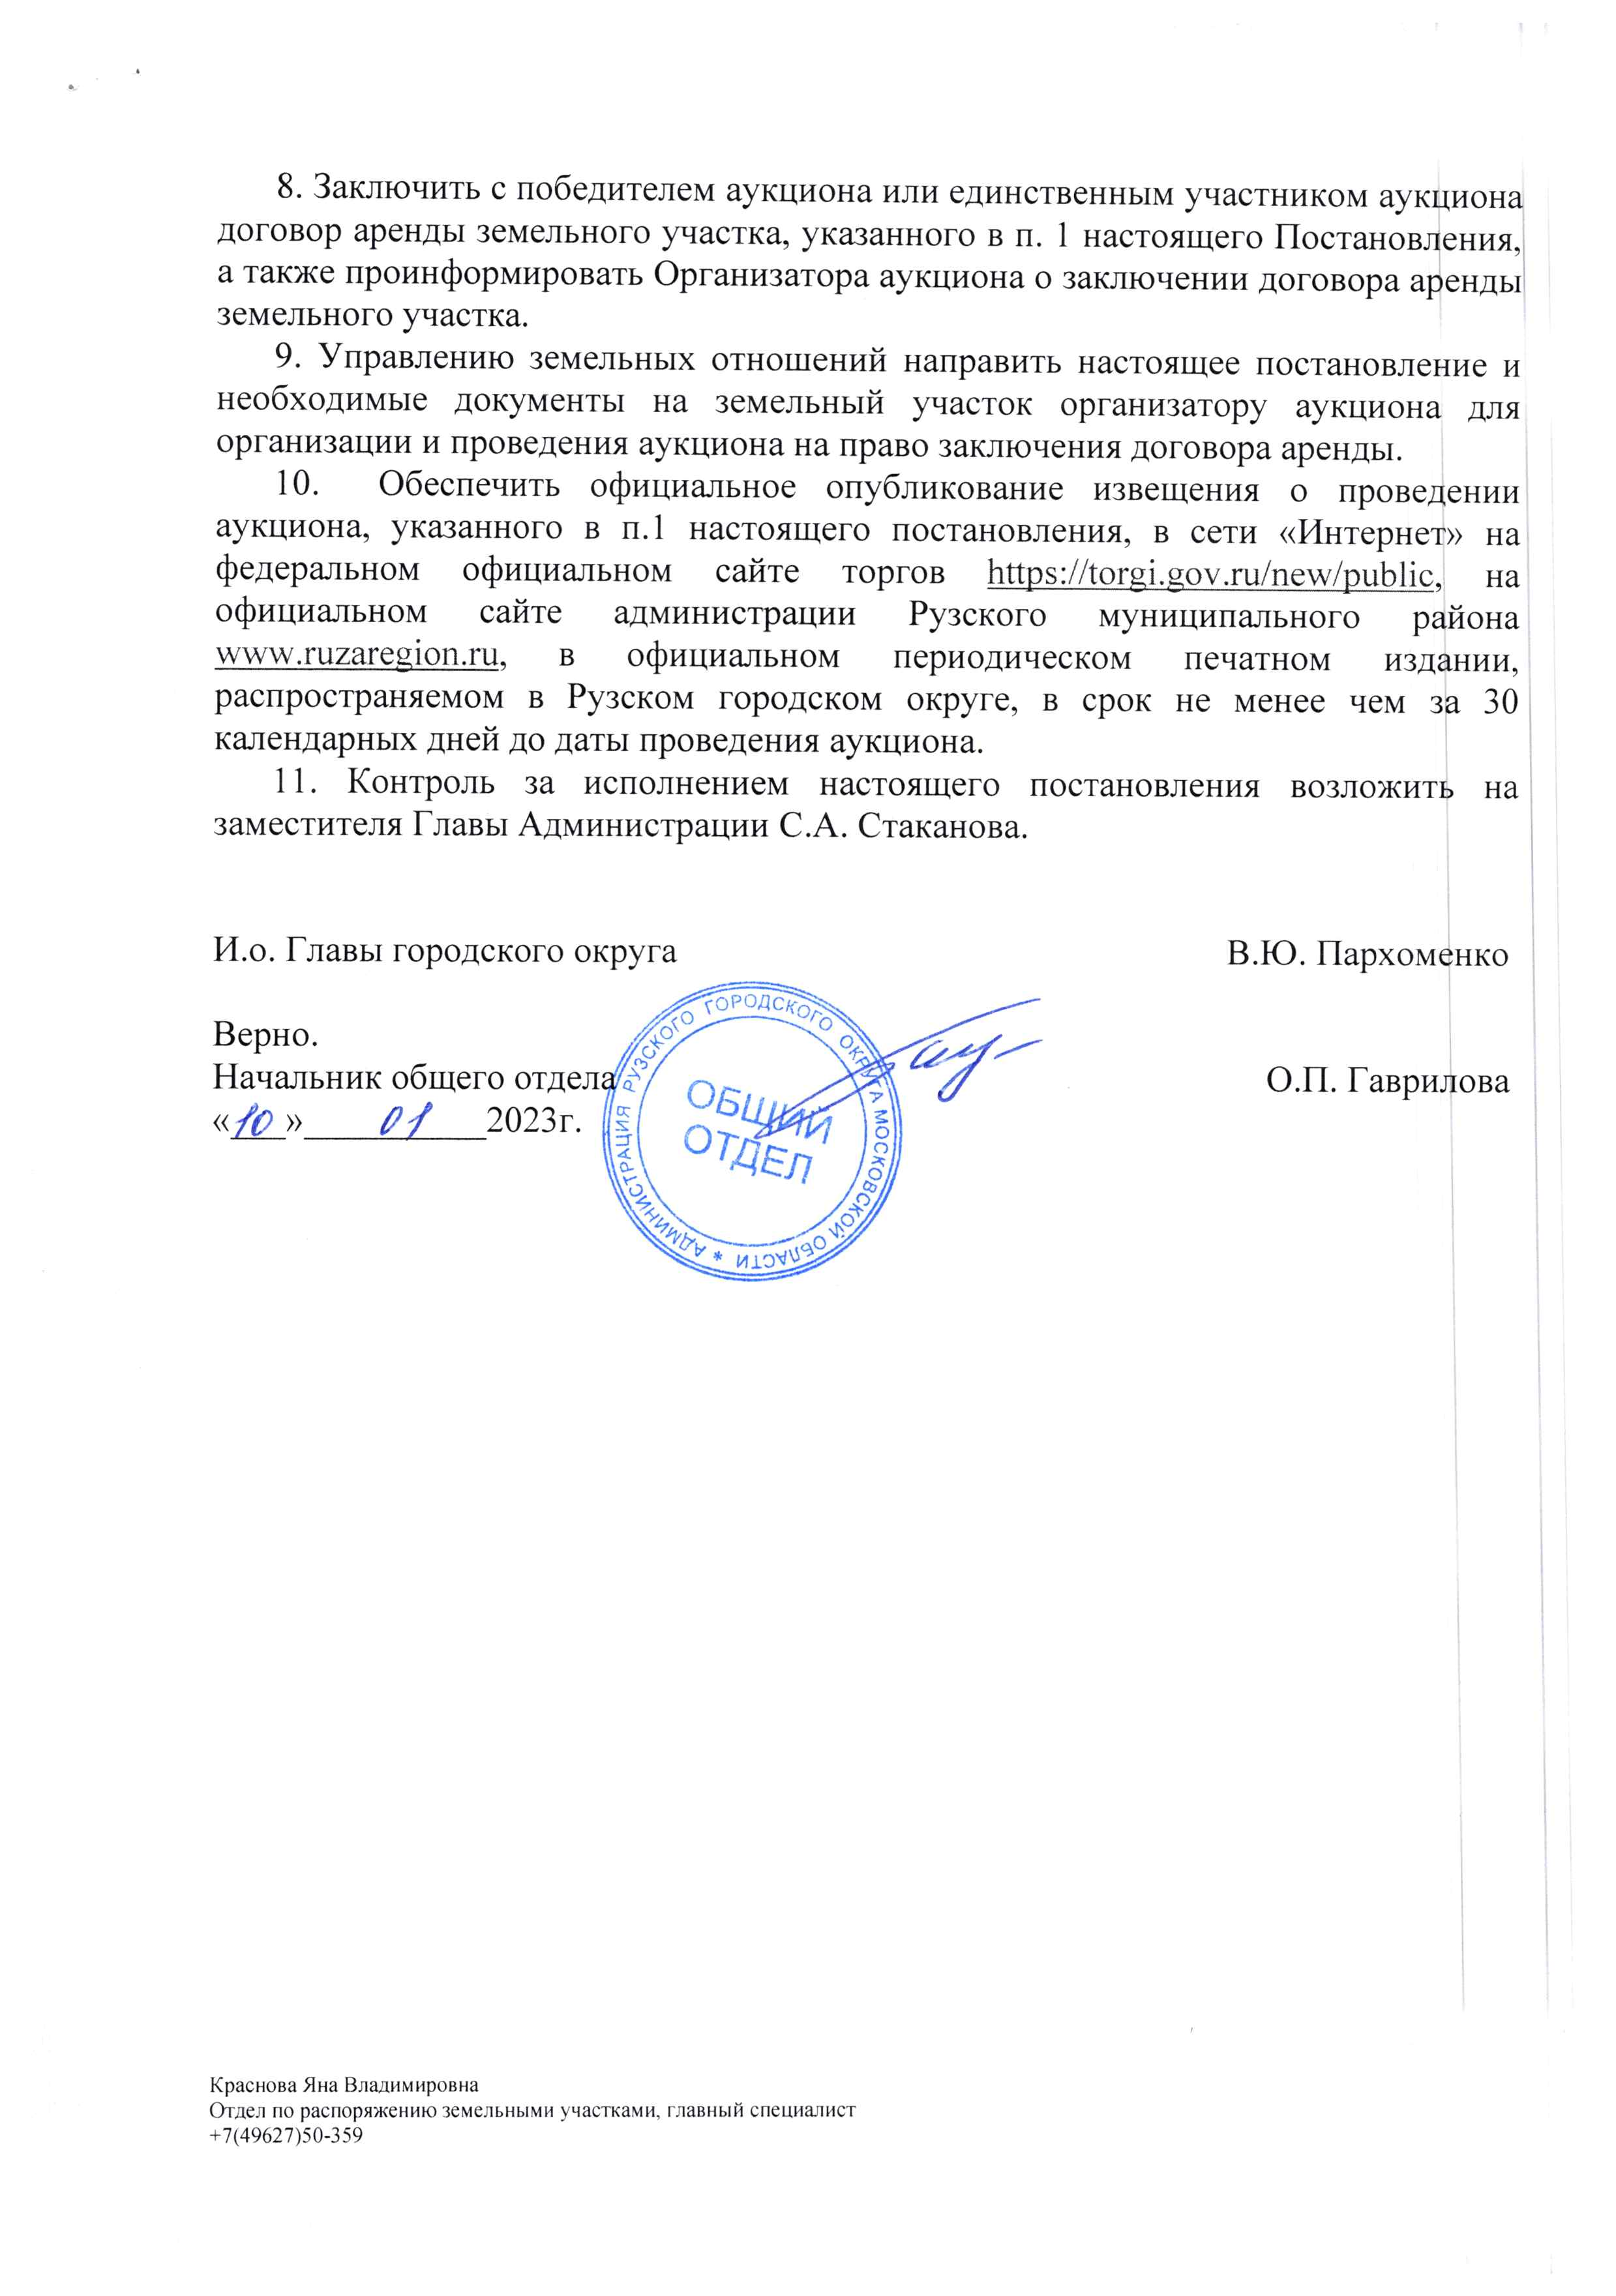 8. Заключить с победителем аукциона или единственным участником аукциона
договор аренды земельного участка, указанного в п. 1 настоящего Постановления,
а также проинформировать Организатора аукциона о заключении договора аренды
земельного участка.
9. Управлению земельных отношений направить настоящее постановление и
необходимые документы на земельный участок организатору аукциона для
организации и проведения аукциона на право заключения договора аренды.
10. Обеспечить официальное опубликование извещения о проведении
аукциона, указанного в п.1 настоящего постановления, в сети «Интернет» на
федеральном официальном сайте торгов https://torgi.gov.ru/new/public, на
официальном сайте администрации Рузского муниципального района
www.ruzaregion.ru, в официальном периодическом печатном издании,
распространяемом в Рузском городском округе, в срок не менее чем за 30
календарных дней до даты проведения аукциона.
11. Контроль за исполнением настоящего постановления возложить на
заместителя Главы Администрации С.А. Стаканова.
И.о. Главы городского округа В.Ю. Пархоменко
Верно.
Начальник общего отдела О.П. Гаврилова
«10» 01 2023г.
АДМИНИСТРАЦИЯ РУЗСКОГО ГОРОДСКОГО ОКРУГА МОСКОВСКОЙ ОБЛАСТИ *
ОБЩИЙ
ОТДЕЛ
Краснова Яна Владимировна
Отдел по распоряжению земельными участками, главный специалист
+7(49627)50-359